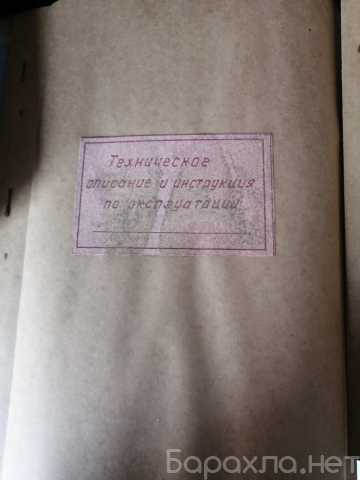 Техническое
описание и инструкция
по эксплуатации
Барахла.нет